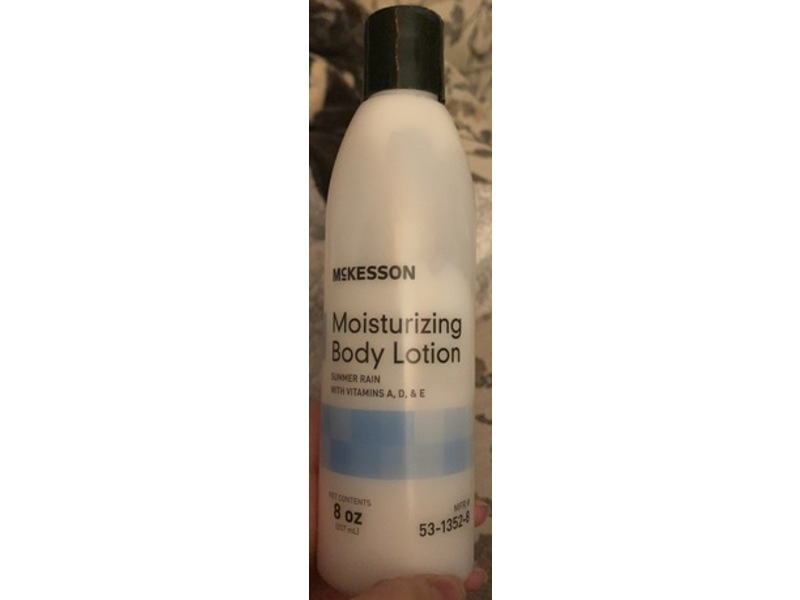 McKESSON
Moisturizing
Body Lotion
SUMMER RAIN
WITH VITAMINS A, D, & E
NET CONTENTS
8 oz
(237 mL)
MFR #
53-1352-8